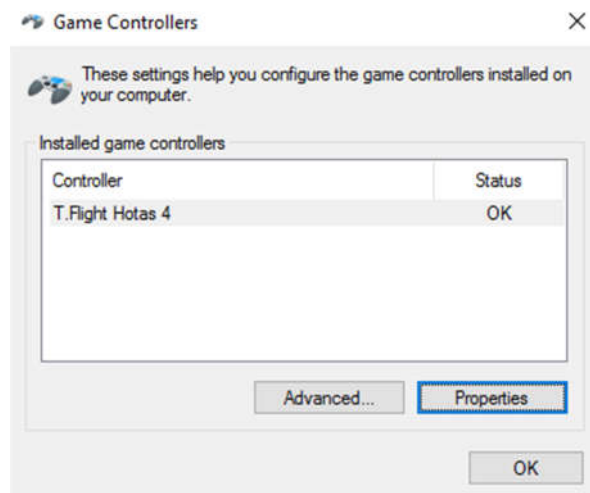 Game Controllers
These settings help you configure the game controllers installed on
your computer.
Installed game controllers
Controller Status
T.Flight Hotas 4 OK
Advanced... Properties
OK